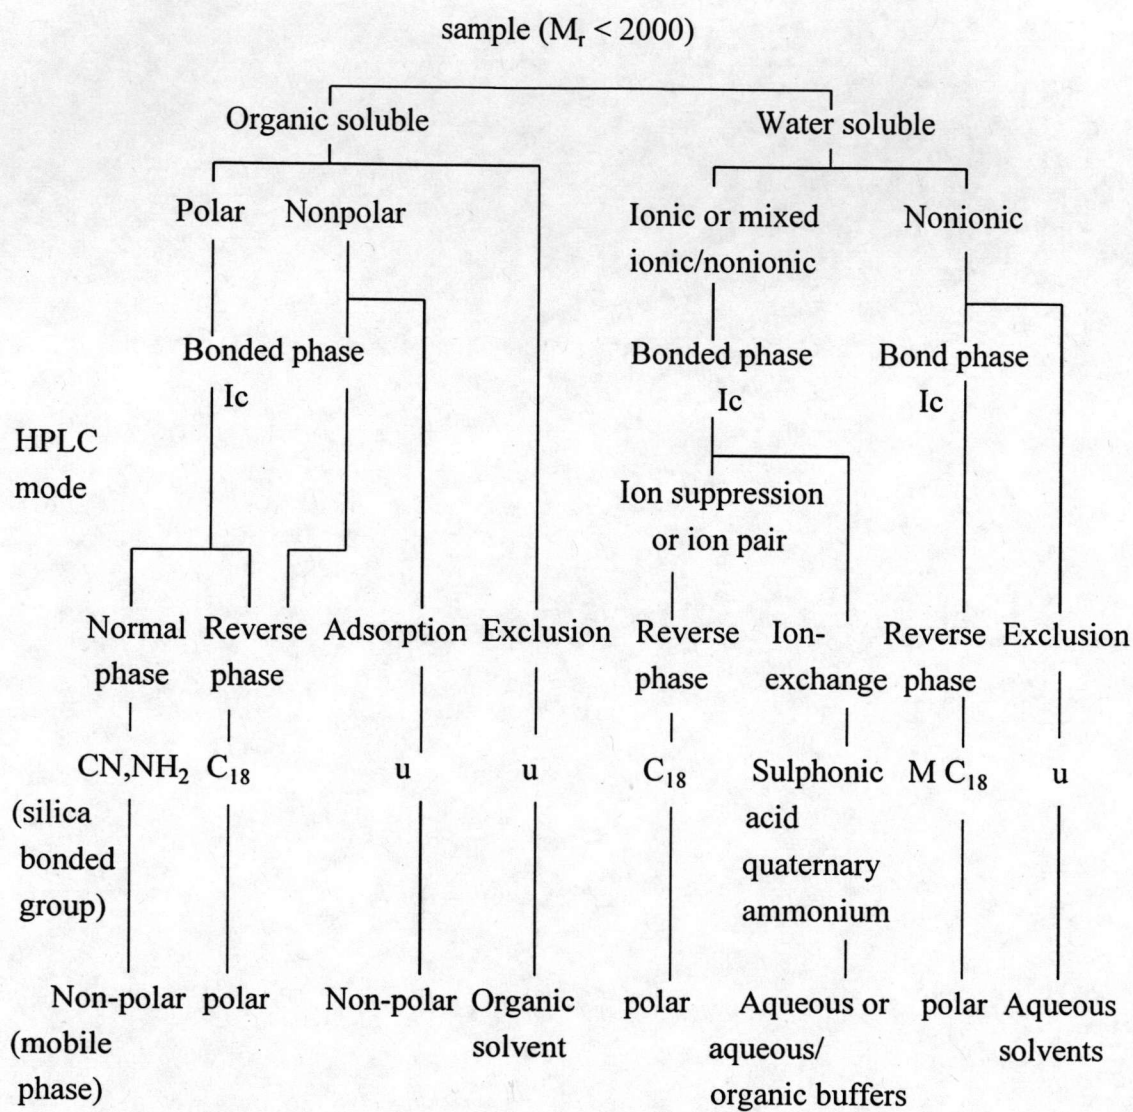 sample (Mᵣ < 2000)
Organic soluble Water soluble
Polar Nonpolar Ionic or mixed Nonionic
ionic/nonionic
Bonded phase Bonded phase Bond phase
Ic Ic Ic
HPLC
mode
Ion suppression
or ion pair
Normal Reverse Adsorption Exclusion Reverse Ion- Reverse Exclusion
phase phase phase exchange phase
CN,NH₂ C₁₈ u u C₁₈ Sulphonic M C₁₈ u
(silica acid
bonded quaternary
group) ammonium
Non-polar polar Non-polar Organic polar Aqueous or polar Aqueous
(mobile solvent aqueous/ solvents
phase) organic buffers